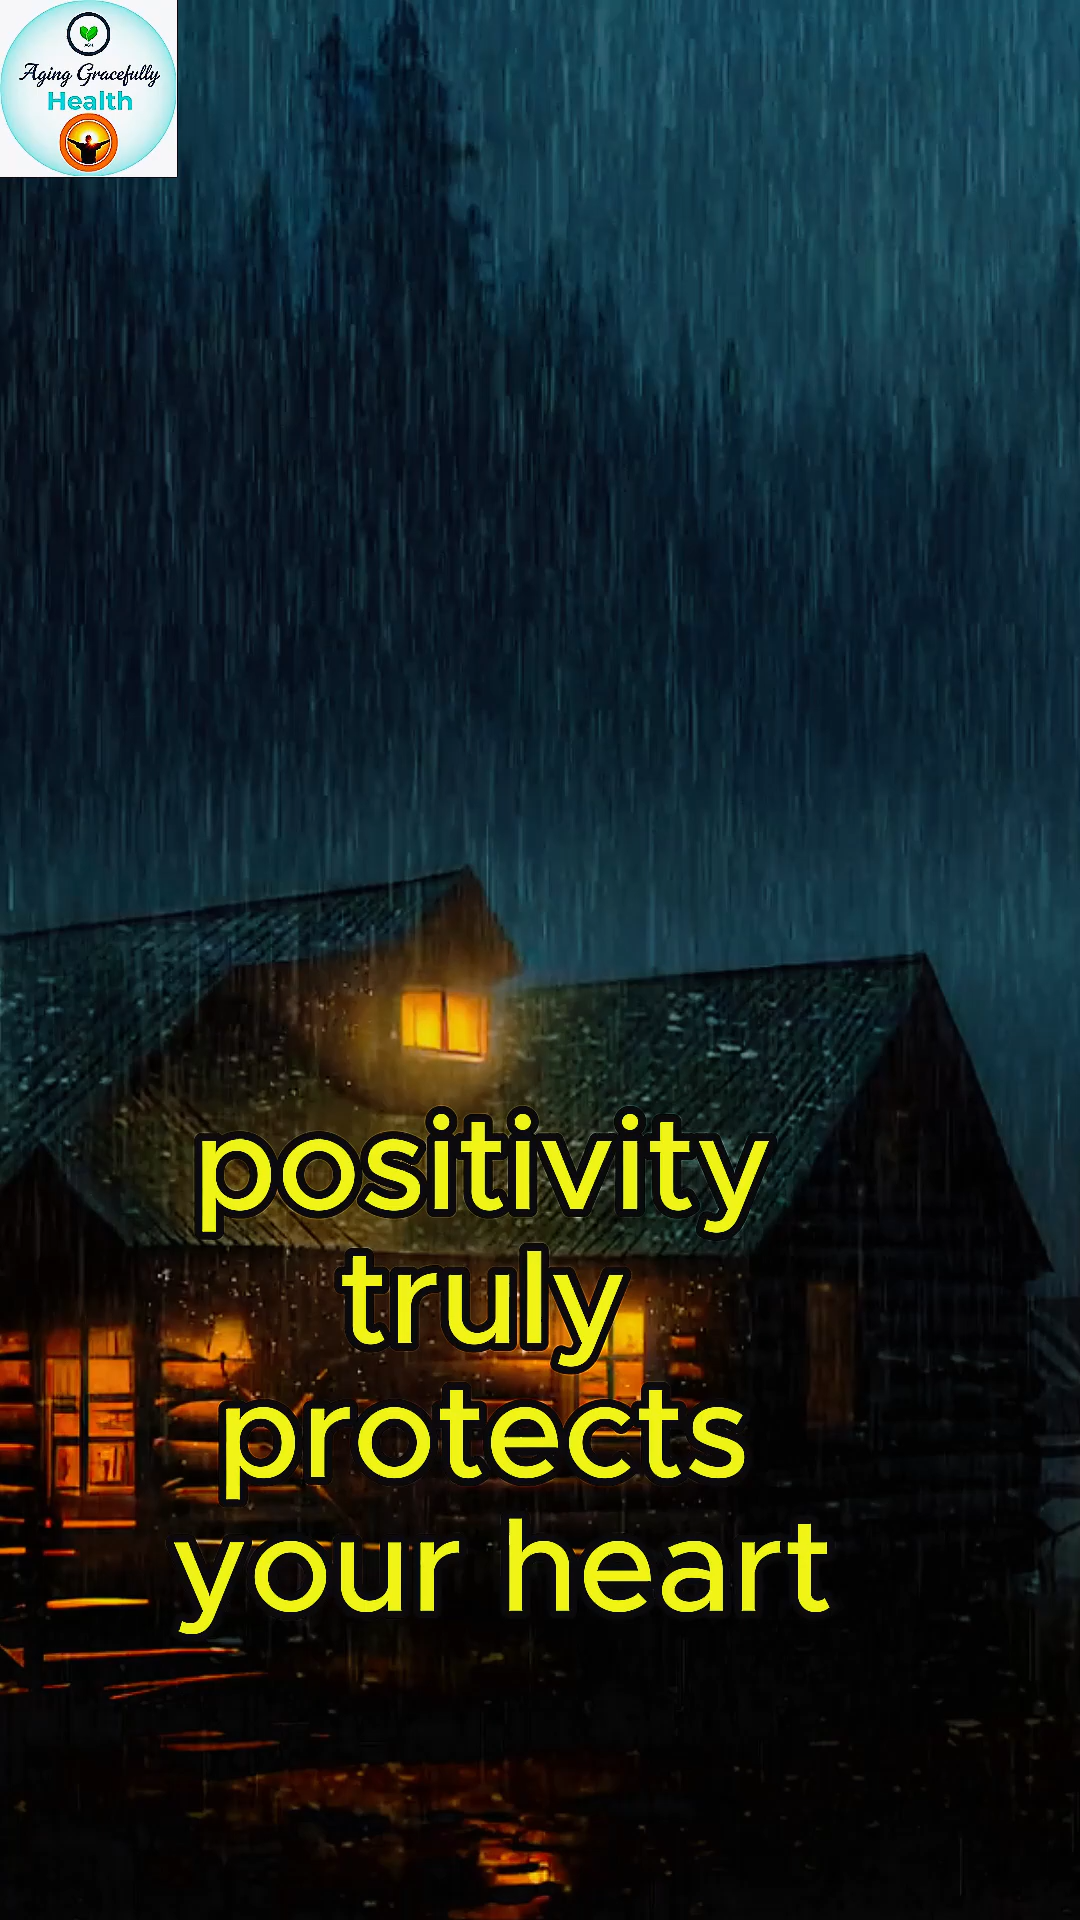 Aging Gracefully
Health
positivity
truly
protects
your heart